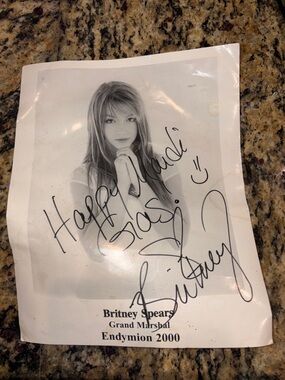 Happy Mardi
Gras!
Britney
Britney Spears
Grand Marshal
Endymion 2000